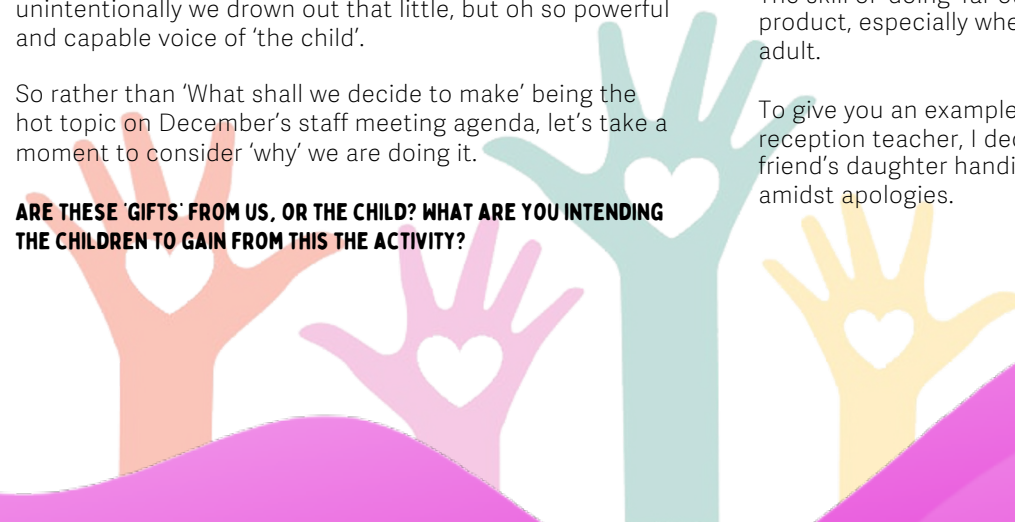 unintentionally we drown out that little, but oh so powerful
and capable voice of ‘the child’.
So rather than ‘What shall we decide to make’ being the
hot topic on December’s staff meeting agenda, let’s take a
moment to consider ‘why’ we are doing it.
ARE THESE 'GIFTS' FROM US, OR THE CHILD? WHAT ARE YOU INTENDING
THE CHILDREN TO GAIN FROM THIS THE ACTIVITY?
product, especially
adult.
To give you an example
reception teacher, I
friend’s daughter
amidst apologies.